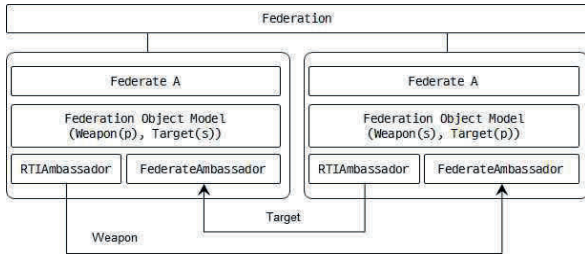 Federation
Federate A
Federation Object Model
(Weapon(p), Target(s))
RTIAmbassador
FederateAmbassador
Federate A
Federation Object Model
(Weapon(s), Target(p))
RTIAmbassador
FederateAmbassador
Target
Weapon